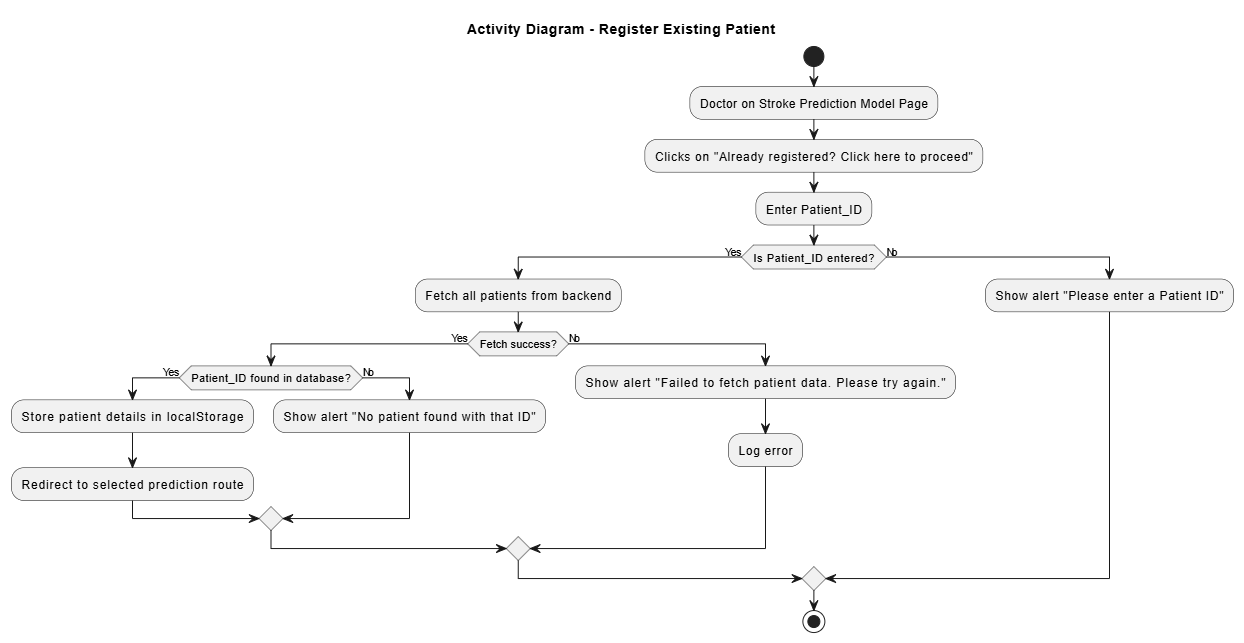 Activity Diagram - Register Existing Patient
Doctor on Stroke Prediction Model Page
Clicks on "Already registered? Click here to proceed"
Enter Patient_ID
Yes
Is Patient_ID entered?
No
Fetch all patients from backend
Show alert "Please enter a Patient ID"
Yes
Fetch success?
No
Yes
Patient_ID found in database?
No
Show alert "Failed to fetch patient data. Please try again."
Store patient details in localStorage
Show alert "No patient found with that ID"
Log error
Redirect to selected prediction route